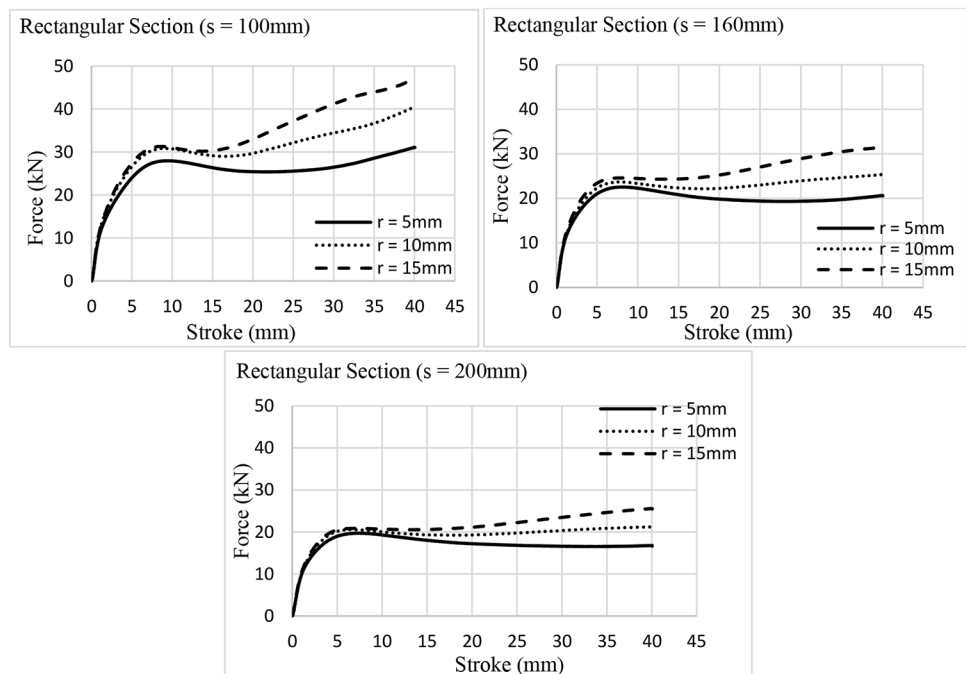 Rectangular Section (s = 100mm)
50
40
30
20
10
0
Force (kN)
r = 5mm
r = 10mm
r = 15mm
0 5 10 15 20 25 30 35 40 45
Stroke (mm)
Rectangular Section (s = 160mm)
50
40
30
20
10
0
Force (kN)
r = 5mm
r = 10mm
r = 15mm
0 5 10 15 20 25 30 35 40 45
Stroke (mm)
Rectangular Section (s = 200mm)
50
40
30
20
10
0
Force (kN)
r = 5mm
r = 10mm
r = 15mm
0 5 10 15 20 25 30 35 40 45
Stroke (mm)